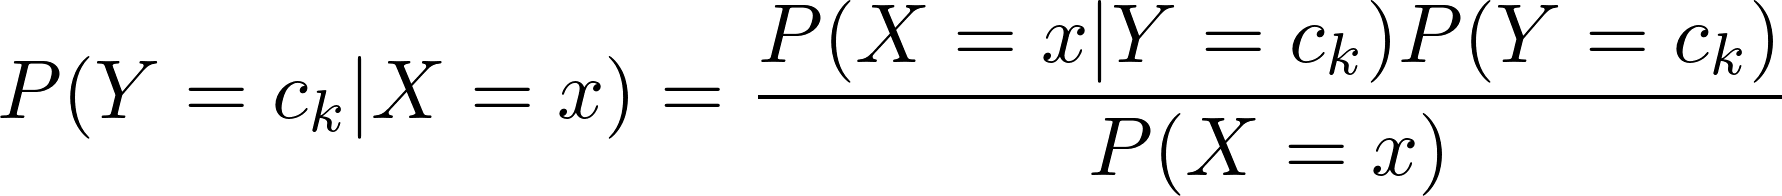 P(Y = c_k|X = x) = \frac{P(X = x|Y = c_k)P(Y = c_k)}{P(X = x)}